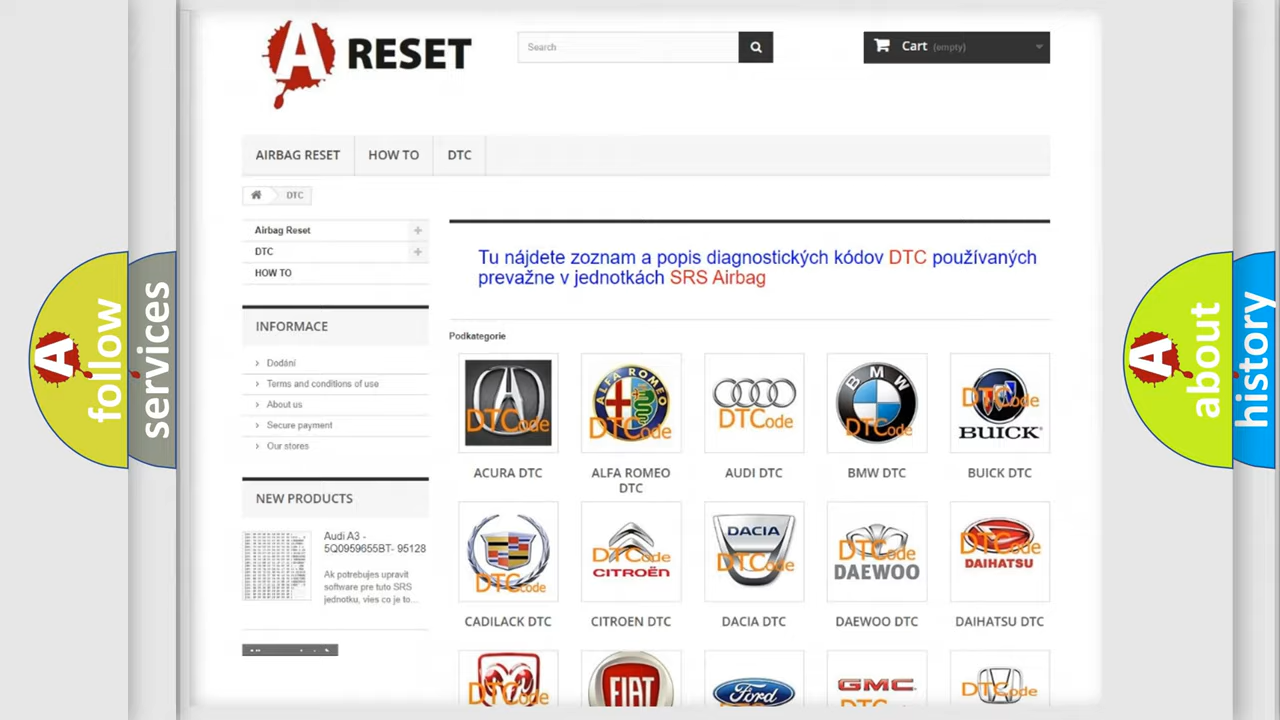 A RESET
Search
Cart (empty)
AIRBAG RESET
HOW TO
DTC
DTC
Airbag Reset
DTC
HOW TO
INFORMACE
Dodání
Terms and conditions of use
About us
Secure payment
Our stores
NEW PRODUCTS
Audi A3 -
5Q0959655BT- 95128
Ak potrebujes upravit
software pre tuto SRS
jednotku, vies co je to...
Tu nájdete zoznam a popis diagnostických kódov DTC používaných
prevažne v jednotkách SRS Airbag
Podkategorie
DTCode
ALFA ROMEO
DTCode
DTCode
BMW
DTCode
DTCode
BUICK
ACURA DTC
ALFA ROMEO
DTC
AUDI DTC
BMW DTC
BUICK DTC
DTCode
DTCode
CITROËN
DACIA
DTCode
DTCode
DAEWOO
DTCode
DAIHATSU
CADILACK DTC
CITROEN DTC
DACIA DTC
DAEWOO DTC
DAIHATSU DTC
DTCode
FIAT
Ford
GMC
DTCode
A
follow
services
A
about
history